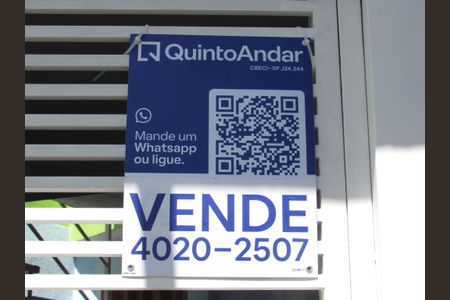 QuintoAndar
CRECI-SP J24.344
Mande um
Whatsapp
ou ligue.
VENDE
4020-2507